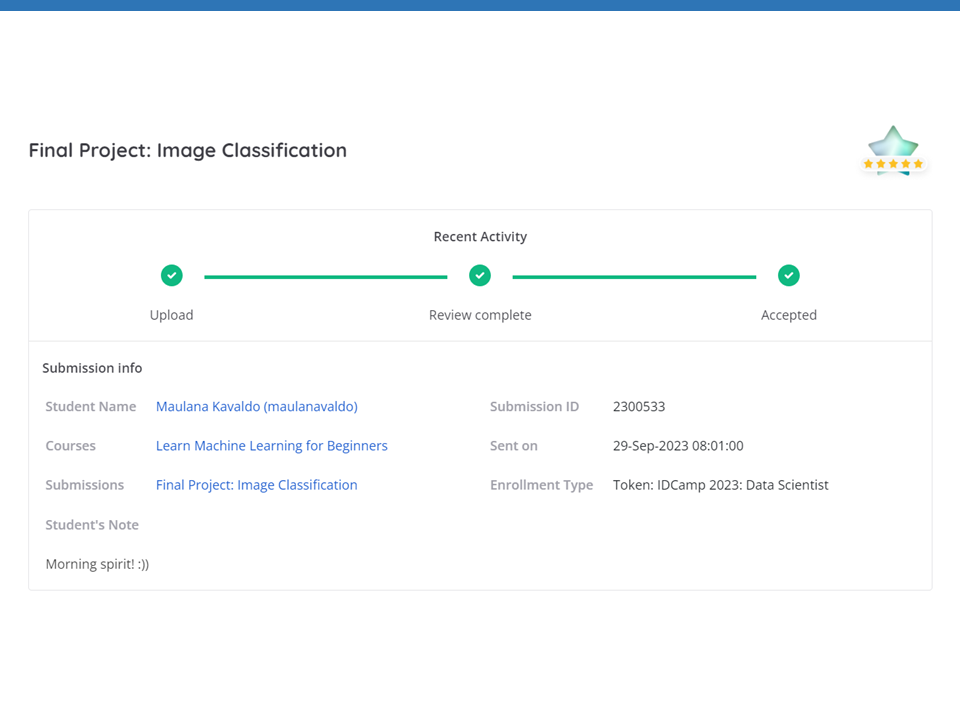 Final Project: Image Classification
Recent Activity
Upload
Review complete
Accepted
Submission info
Student Name Maulana Kavaldo (maulanavaldo) Submission ID 2300533
Courses Learn Machine Learning for Beginners Sent on 29-Sep-2023 08:01:00
Submissions Final Project: Image Classification Enrollment Type Token: IDCamp 2023: Data Scientist
Student's Note
Morning spirit! :))